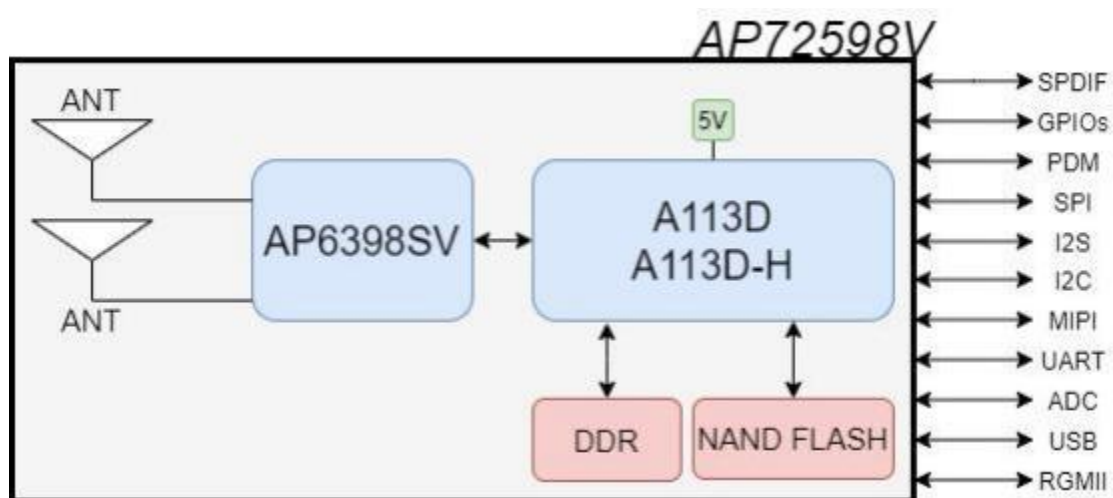 AP72598V
ANT
5V
AP6398SV
A113D
A113D-H
ANT
DDR
NAND FLASH
SPDIF
GPIOs
PDM
SPI
I2S
I2C
MIPI
UART
ADC
USB
RGMII